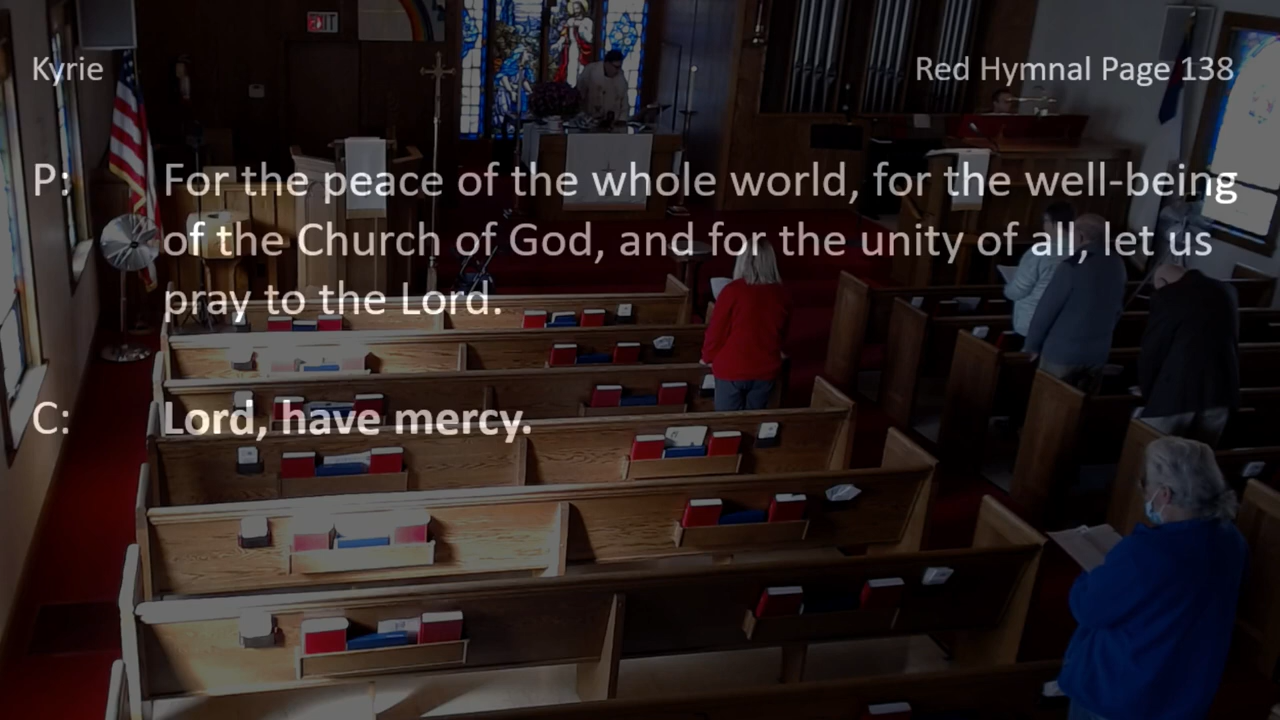 EXIT
Kyrie
Red Hymnal Page 138
P: For the peace of the whole world, for the well-being
of the Church of God, and for the unity of all, let us
pray to the Lord.
C: Lord, have mercy.